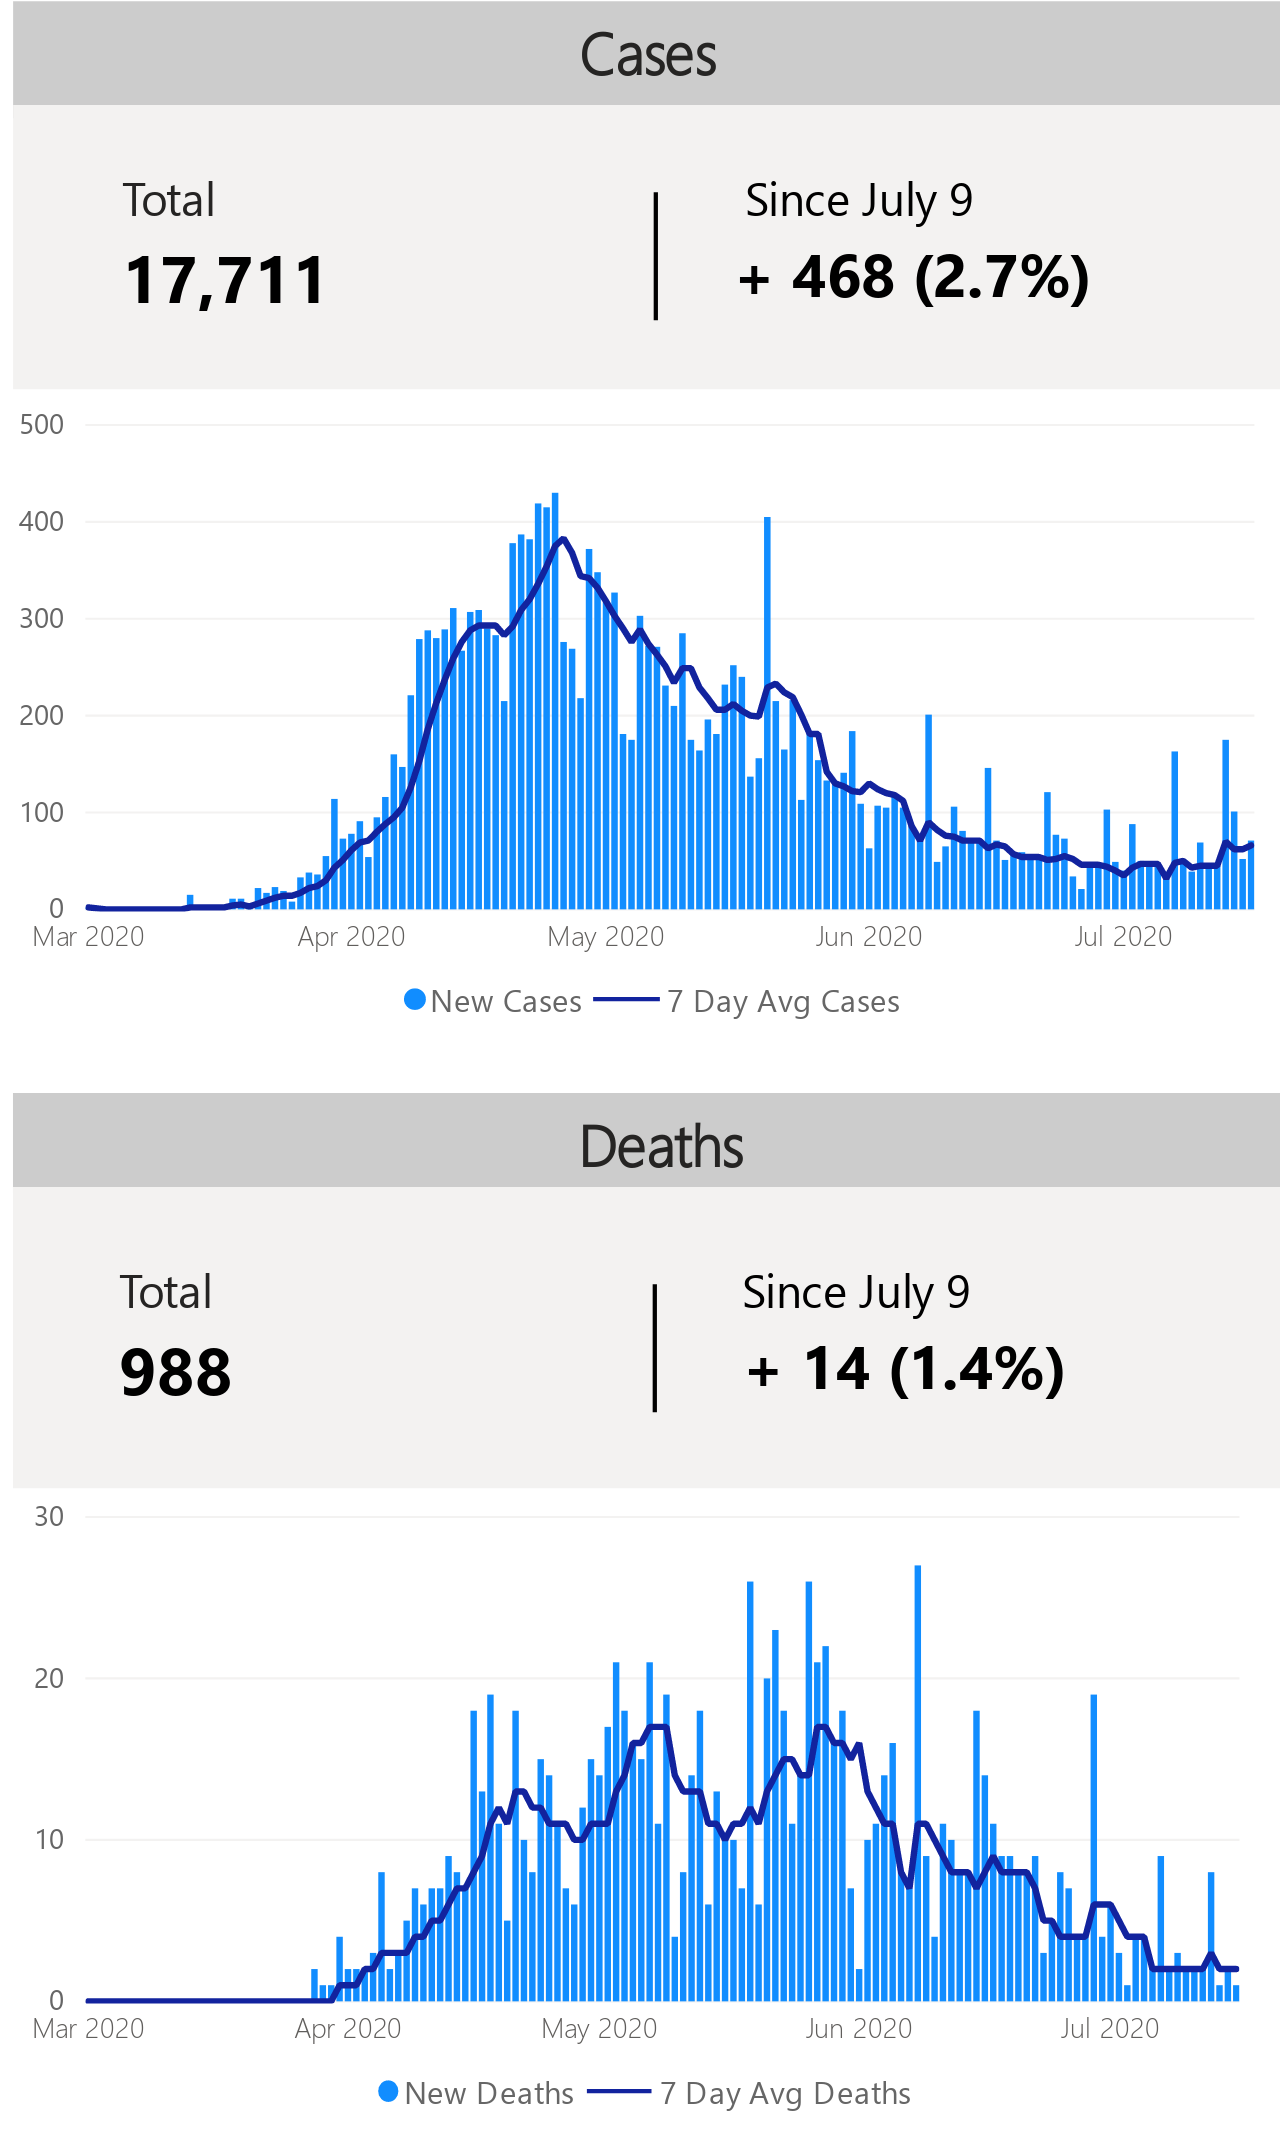 Cases
Total
Since July 9
17,711
+ 468 (2.7%)
500
400
300
200
100
0
Mar 2020 Apr 2020 May 2020 Jun 2020 Jul 2020
New Cases 7 Day Avg Cases
Deaths
Total
Since July 9
988
+ 14 (1.4%)
30
20
10
0
Mar 2020 Apr 2020 May 2020 Jun 2020 Jul 2020
New Deaths 7 Day Avg Deaths